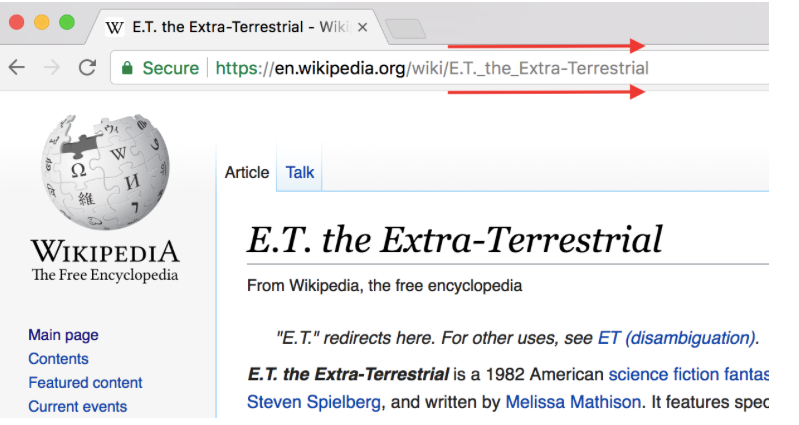 W E.T. the Extra-Terrestrial - Wiki
Secure https://en.wikipedia.org/wiki/E.T._the_Extra-Terrestrial
Ω W И 維 7
WIKIPEDIA
The Free Encyclopedia
Main page
Contents
Featured content
Current events
Article Talk
E.T. the Extra-Terrestrial
From Wikipedia, the free encyclopedia
"E.T." redirects here. For other uses, see ET (disambiguation).
E.T. the Extra-Terrestrial is a 1982 American science fiction fantas
Steven Spielberg, and written by Melissa Mathison. It features spec